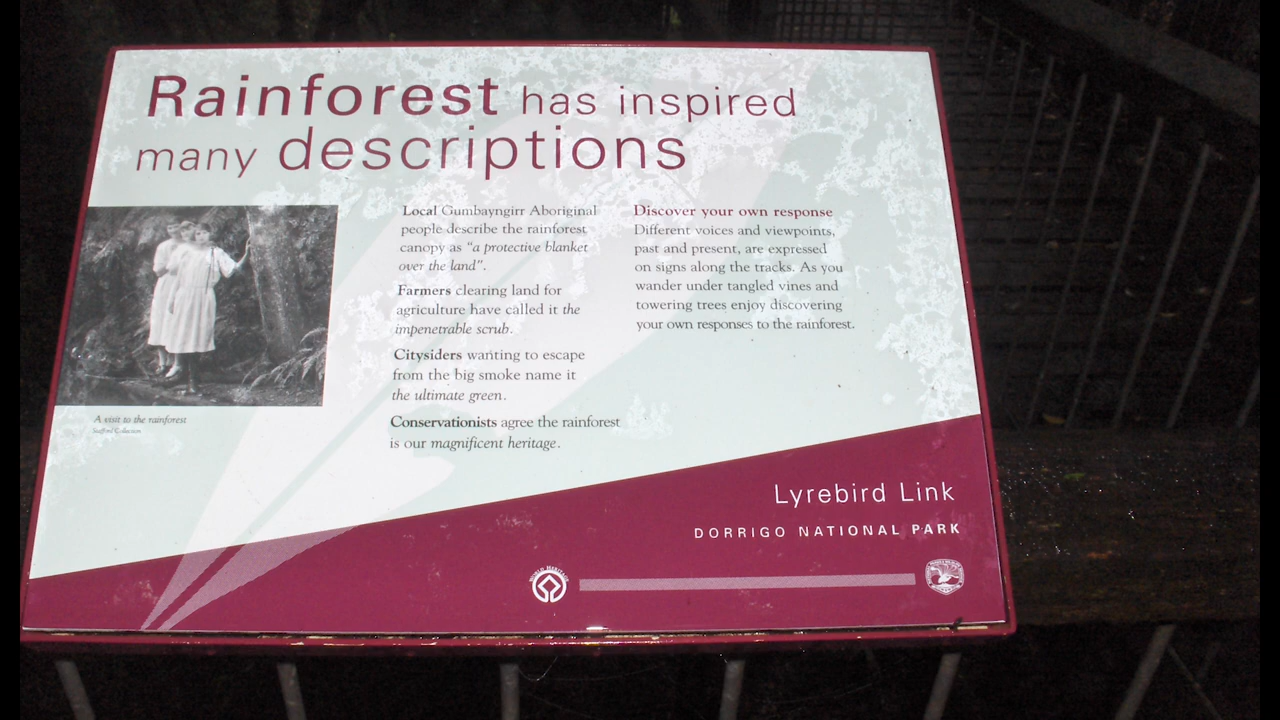 Rainforest has inspired
many descriptions
Local Gumbayngirr Aboriginal
people describe the rainforest
canopy as "a protective blanket
over the land".
Farmers clearing land for
agriculture have called it the
impenetrable scrub.
Citysiders wanting to escape
from the big smoke name it
the ultimate green.
Conservationists agree the rainforest
is our magnificent heritage.
Discover your own response
Different voices and viewpoints,
past and present, are expressed
on signs along the tracks. As you
wander under tangled vines and
towering trees enjoy discovering
your own responses to the rainforest.
A visit to the rainforest
Lyrebird Link
DORRIGO NATIONAL PARK
WORLD HERITAGE